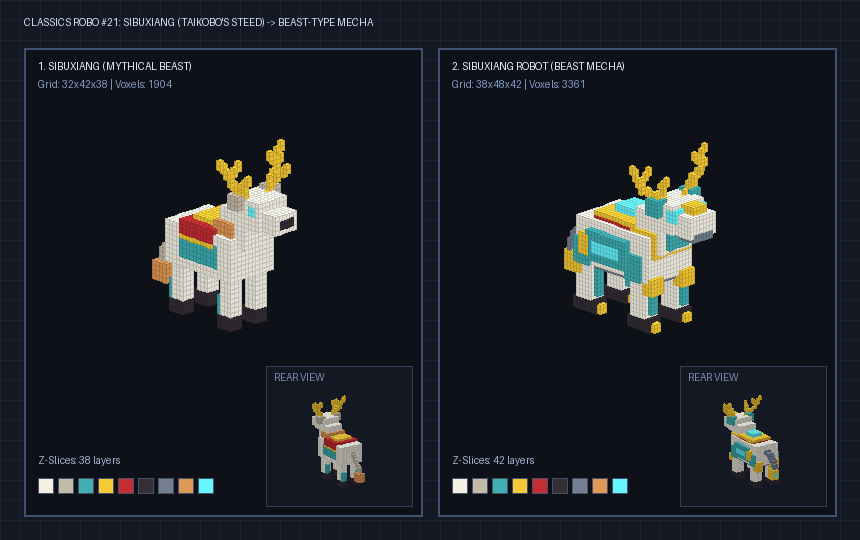 CLASSICS ROBO #21: SIBUXIANG (TAIKOBO'S STEED) -> BEAST-TYPE MECHA
1. SIBUXIANG (MYTHICAL BEAST)
Grid: 32x42x38 | Voxels: 1904
REAR VIEW
Z-Slices: 38 layers
2. SIBUXIANG ROBOT (BEAST MECHA)
Grid: 38x48x42 | Voxels: 3361
REAR VIEW
Z-Slices: 42 layers